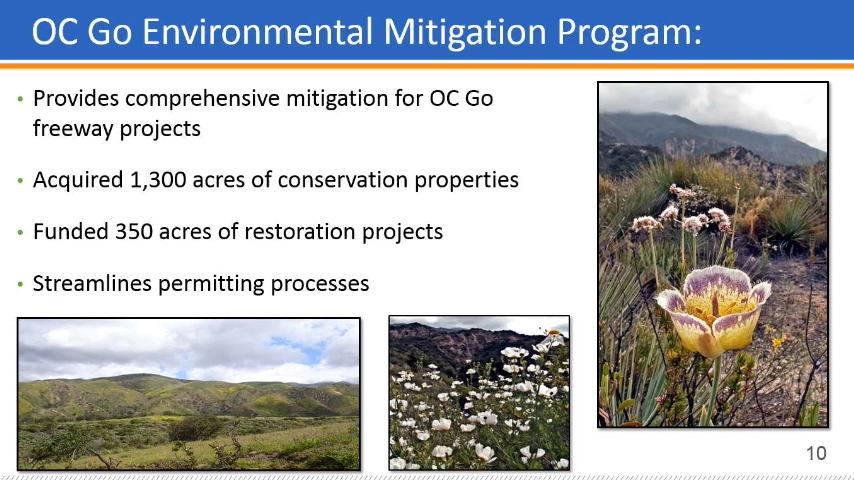 OC Go Environmental Mitigation Program:
• Provides comprehensive mitigation for OC Go
freeway projects
• Acquired 1,300 acres of conservation properties
• Funded 350 acres of restoration projects
• Streamlines permitting processes
10